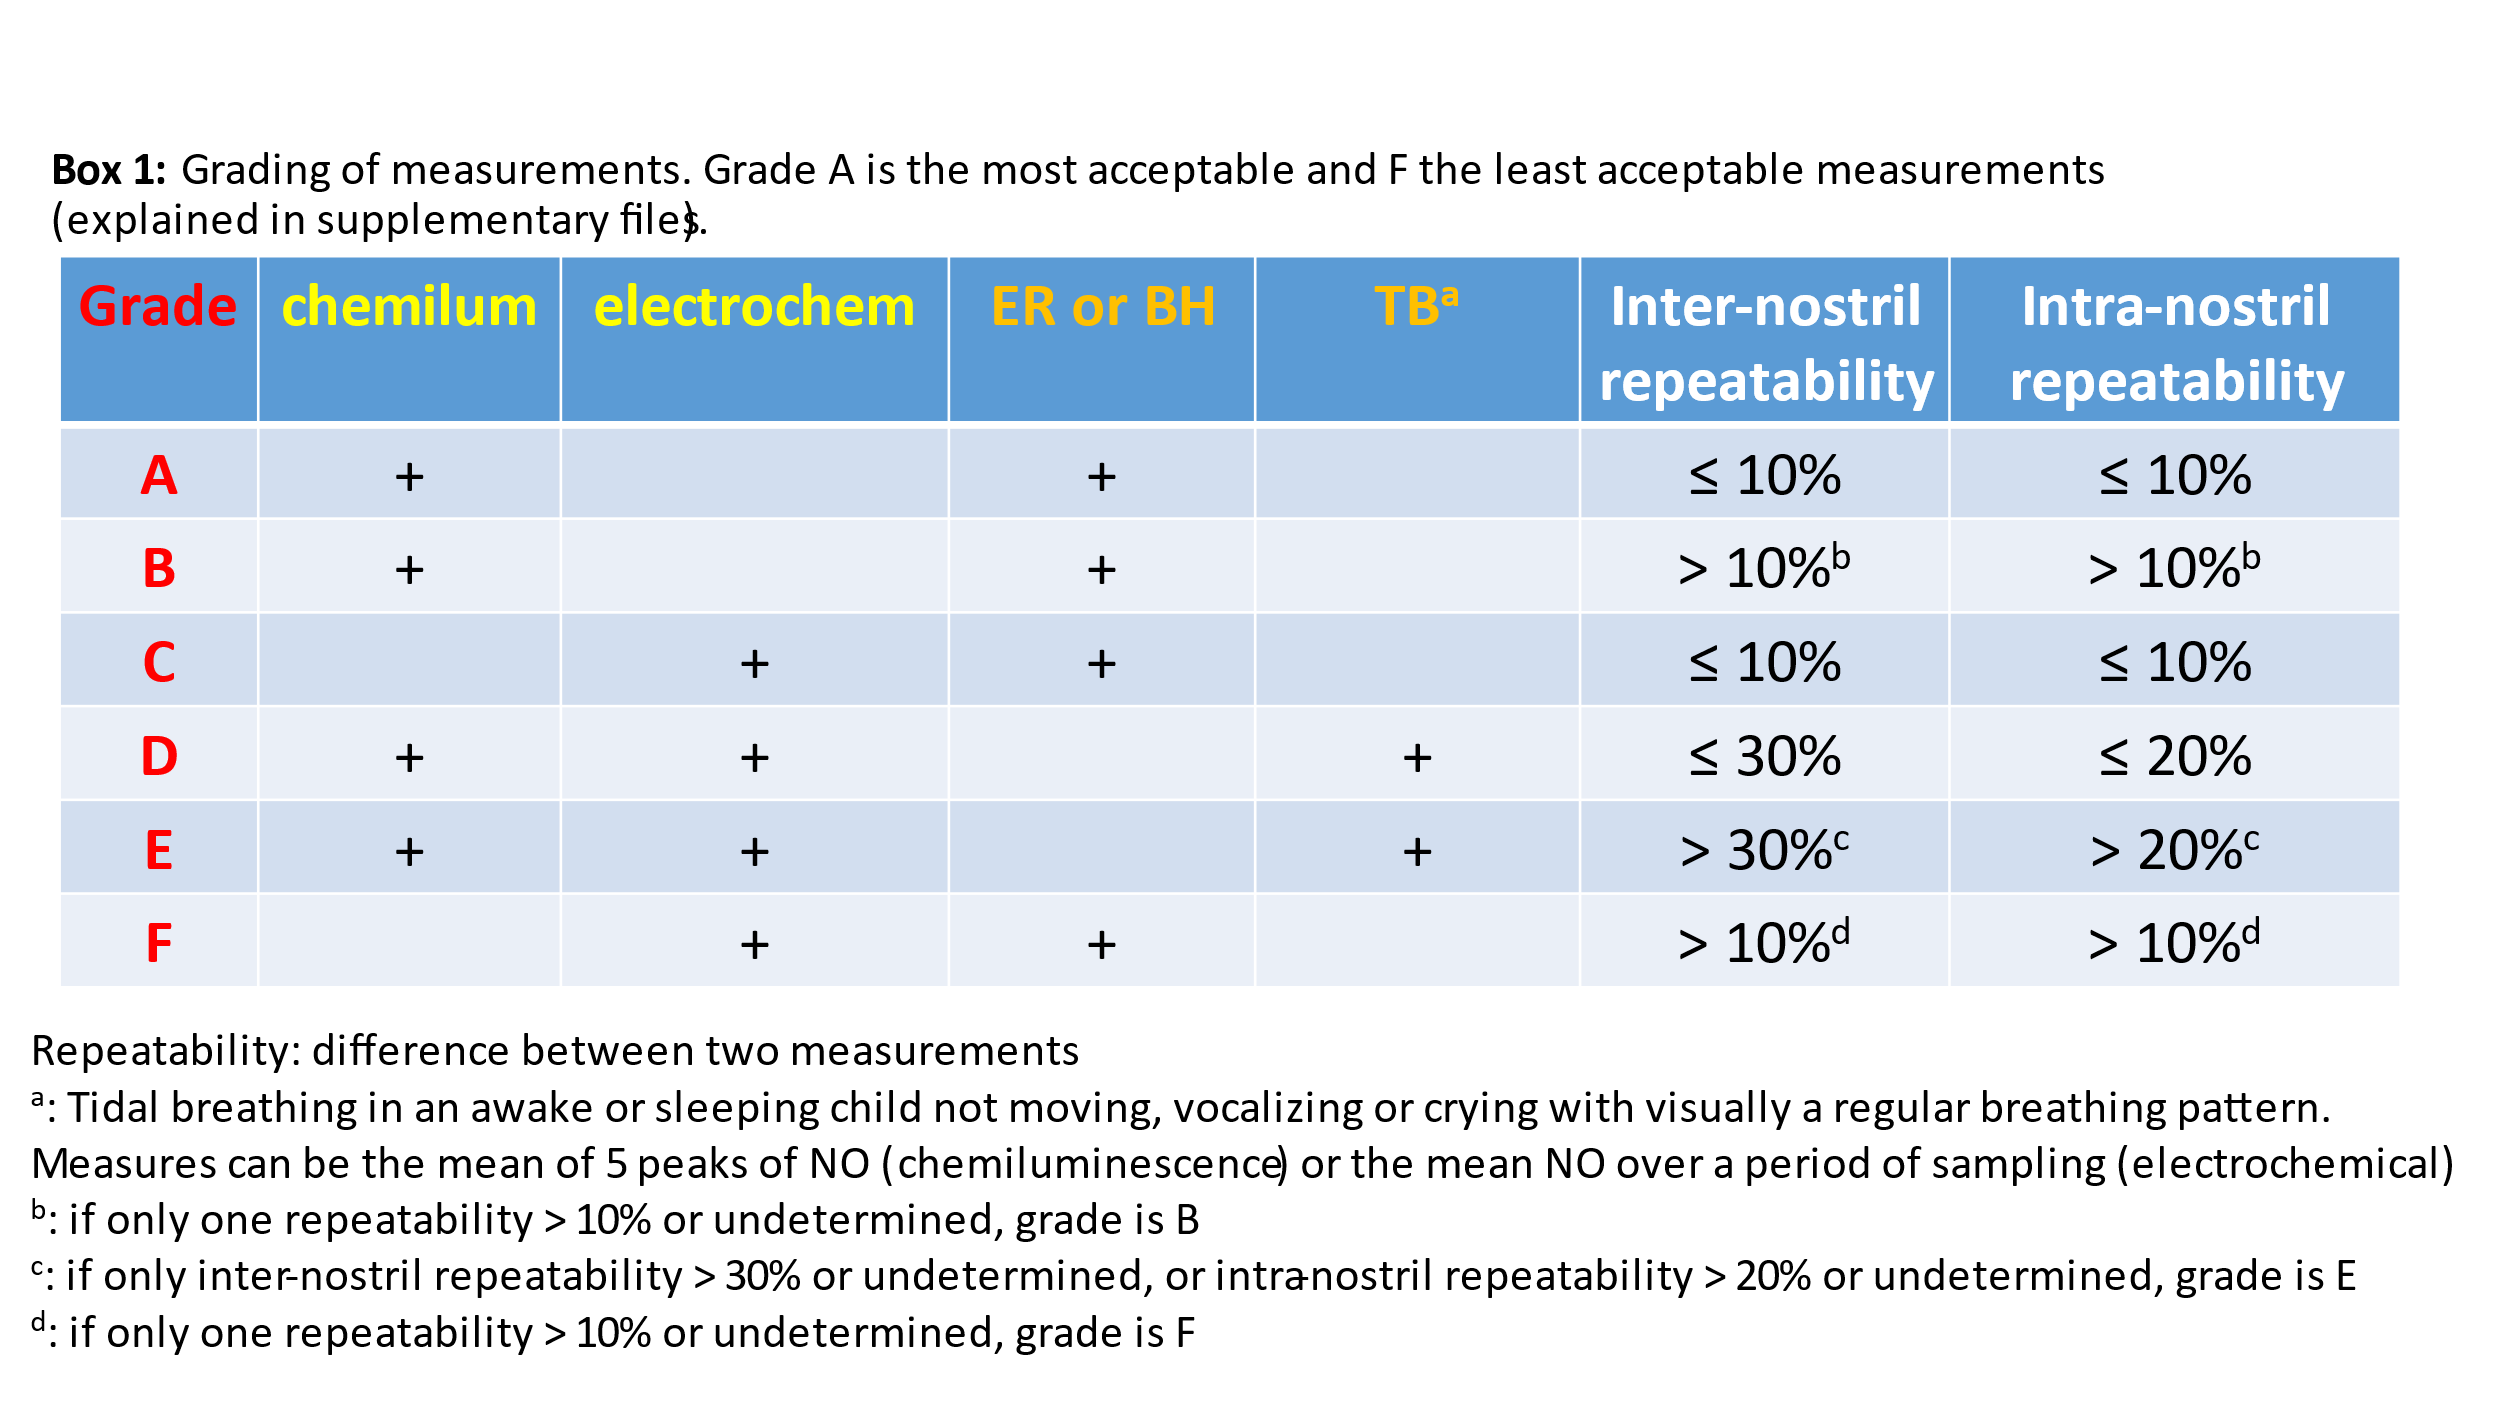 Box 1: Grading of measurements. Grade A is the most acceptable and F the least acceptable measurements
(explained in supplementary files).
Grade chemilum electrochem ER or BH TBᵃ Inter-nostril repeatability Intra-nostril repeatability
A + + ≤ 10% ≤ 10%
B + + > 10%ᵇ > 10%ᵇ
C + + ≤ 10% ≤ 10%
D + + + ≤ 30% ≤ 20%
E + + + > 30%ᶜ > 20%ᶜ
F + + > 10%ᵈ > 10%ᵈ
Repeatability: difference between two measurements
ᵃ: Tidal breathing in an awake or sleeping child not moving, vocalizing or crying with visually a regular breathing pattern.
Measures can be the mean of 5 peaks of NO (chemiluminescence) or the mean NO over a period of sampling (electrochemical)
ᵇ: if only one repeatability > 10% or undetermined, grade is B
ᶜ: if only inter-nostril repeatability > 30% or undetermined, or intra-nostril repeatability > 20% or undetermined, grade is E
ᵈ: if only one repeatability > 10% or undetermined, grade is F